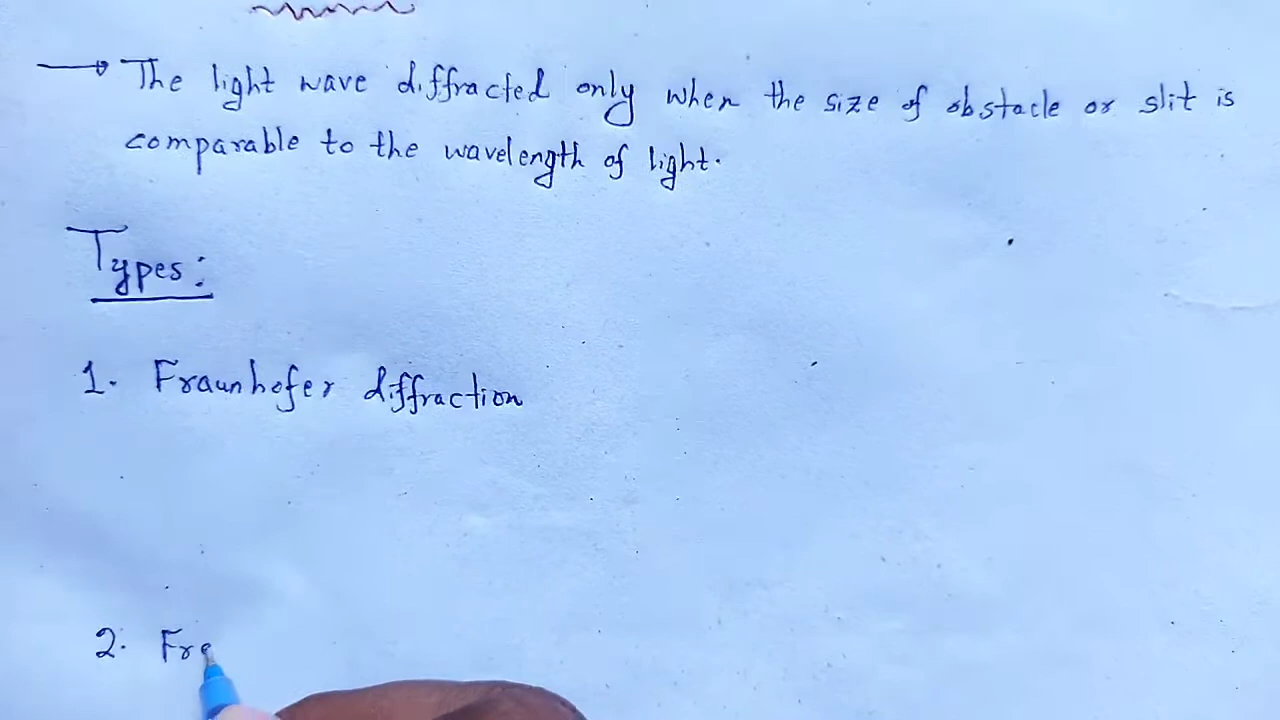 The light wave diffracted only when the size of obstacle or slit is
comparable to the wavelength of light.
Types:
1. Fraunhofer diffraction
2. Fre